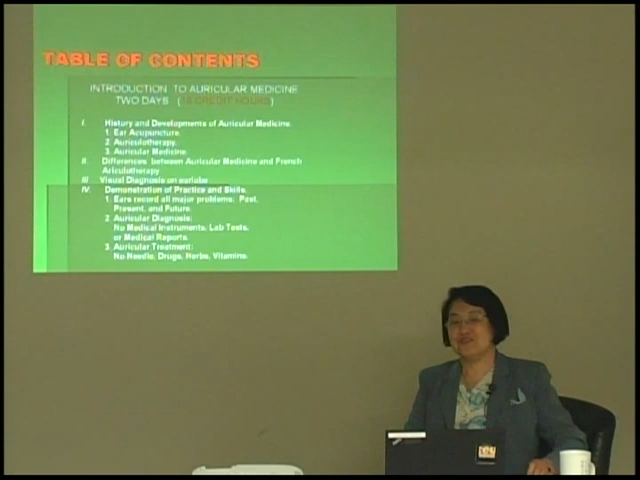 TABLE OF CONTENTS
INTRODUCTION TO AURICULAR MEDICINE
TWO DAYS (16 CREDIT HOURS)
I. History and Developments of Auricular Medicine.
1. Ear Acupuncture.
2. Auriculotherapy.
3. Auricular Medicine.
II. Differences between Auricular Medicine and French
Ariculotherapy
III Visual Diagnosis on
IV. Demonstration of Practice and Skills.
1. Ears record all major problems: Past,
Present, and Future.
2. Auricular Diagnosis:
No Medical Instruments, Lab Tests,
or Medical Reports.
3. Auricular Treatment:
No Needle, Drugs, Herbs, Vitamins.